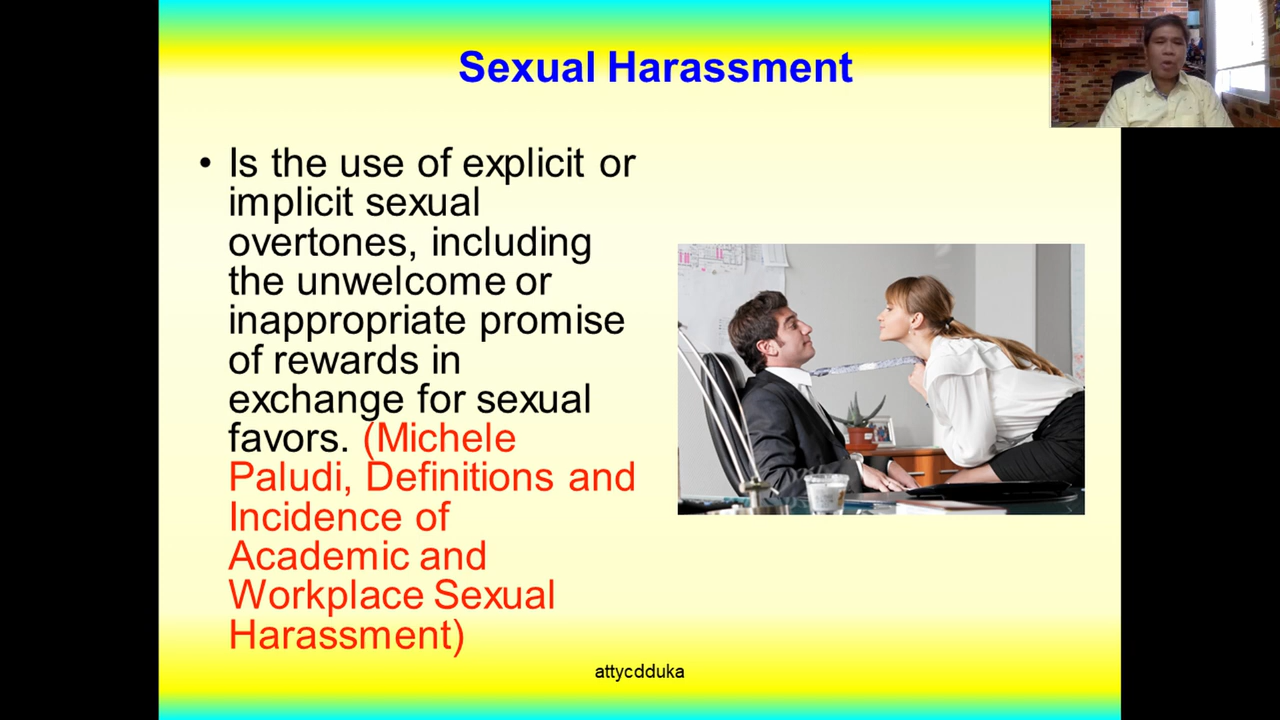 Sexual Harassment
• Is the use of explicit or
implicit sexual
overtones, including
the unwelcome or
inappropriate promise
of rewards in
exchange for sexual
favors. (Michele
Paludi, Definitions and
Incidence of
Academic and
Workplace Sexual
Harassment)
attycdduka